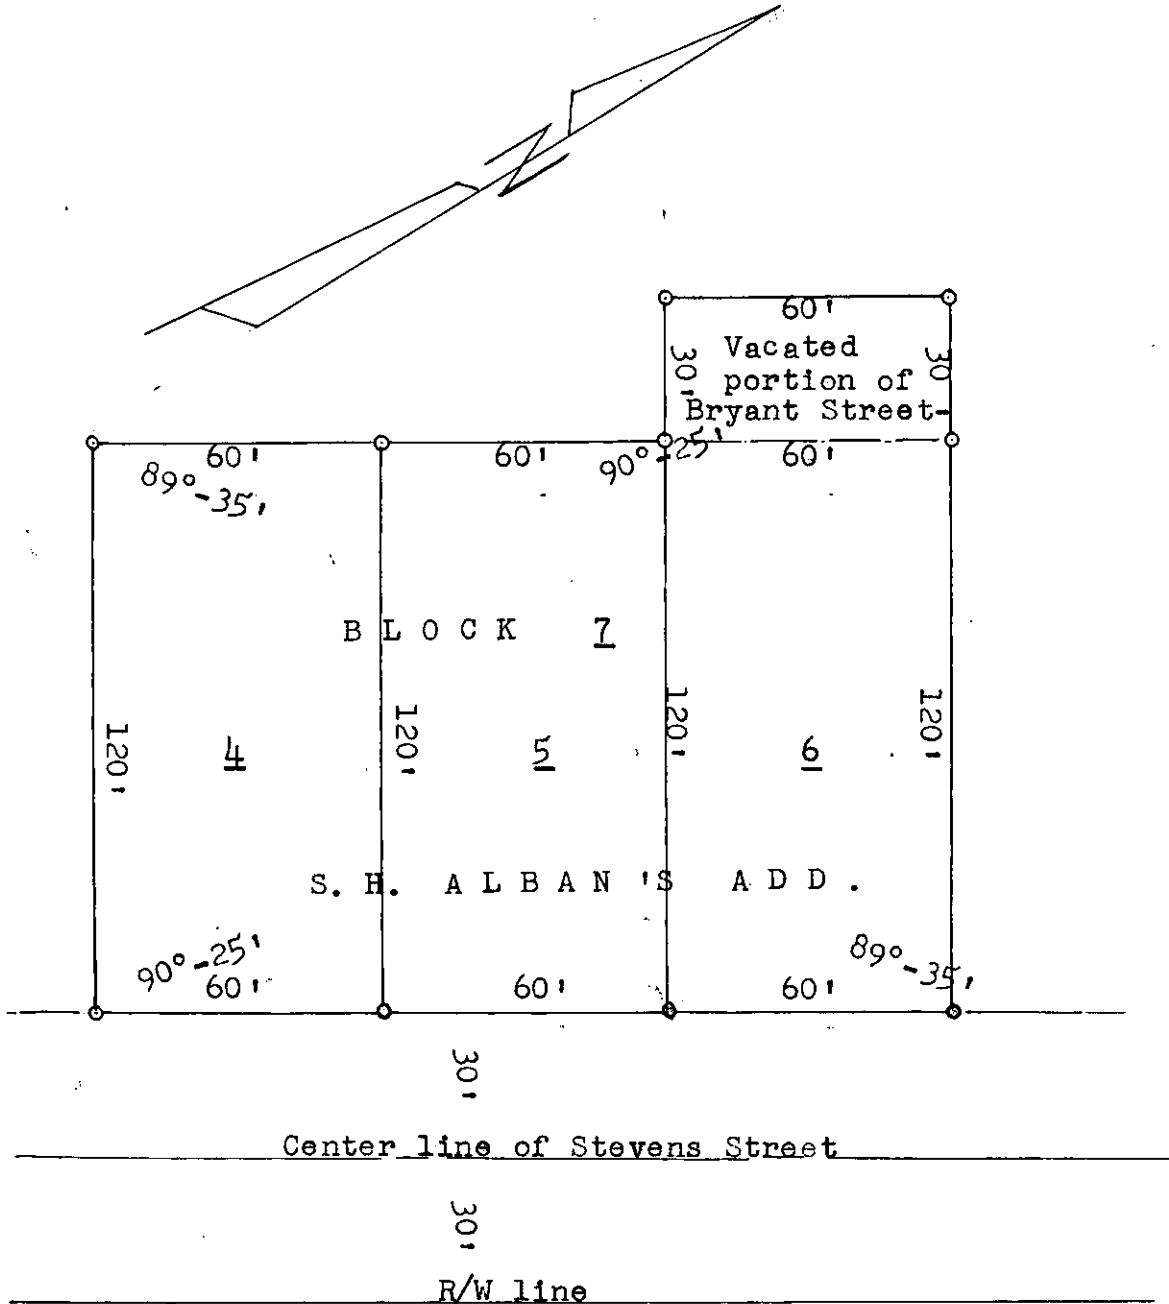 N
60'
30'
Vacated
30
portion of
Bryant Street-
60'
60'
90°-25'
60'
89°-35'
BLOCK 7
120'
120'
120'
120'
4
5
6
S.H. ALBAN'S ADD.
90°-25'
89°-35'
60'
60'
60'
30'
Center line of Stevens Street
30'
R/W line